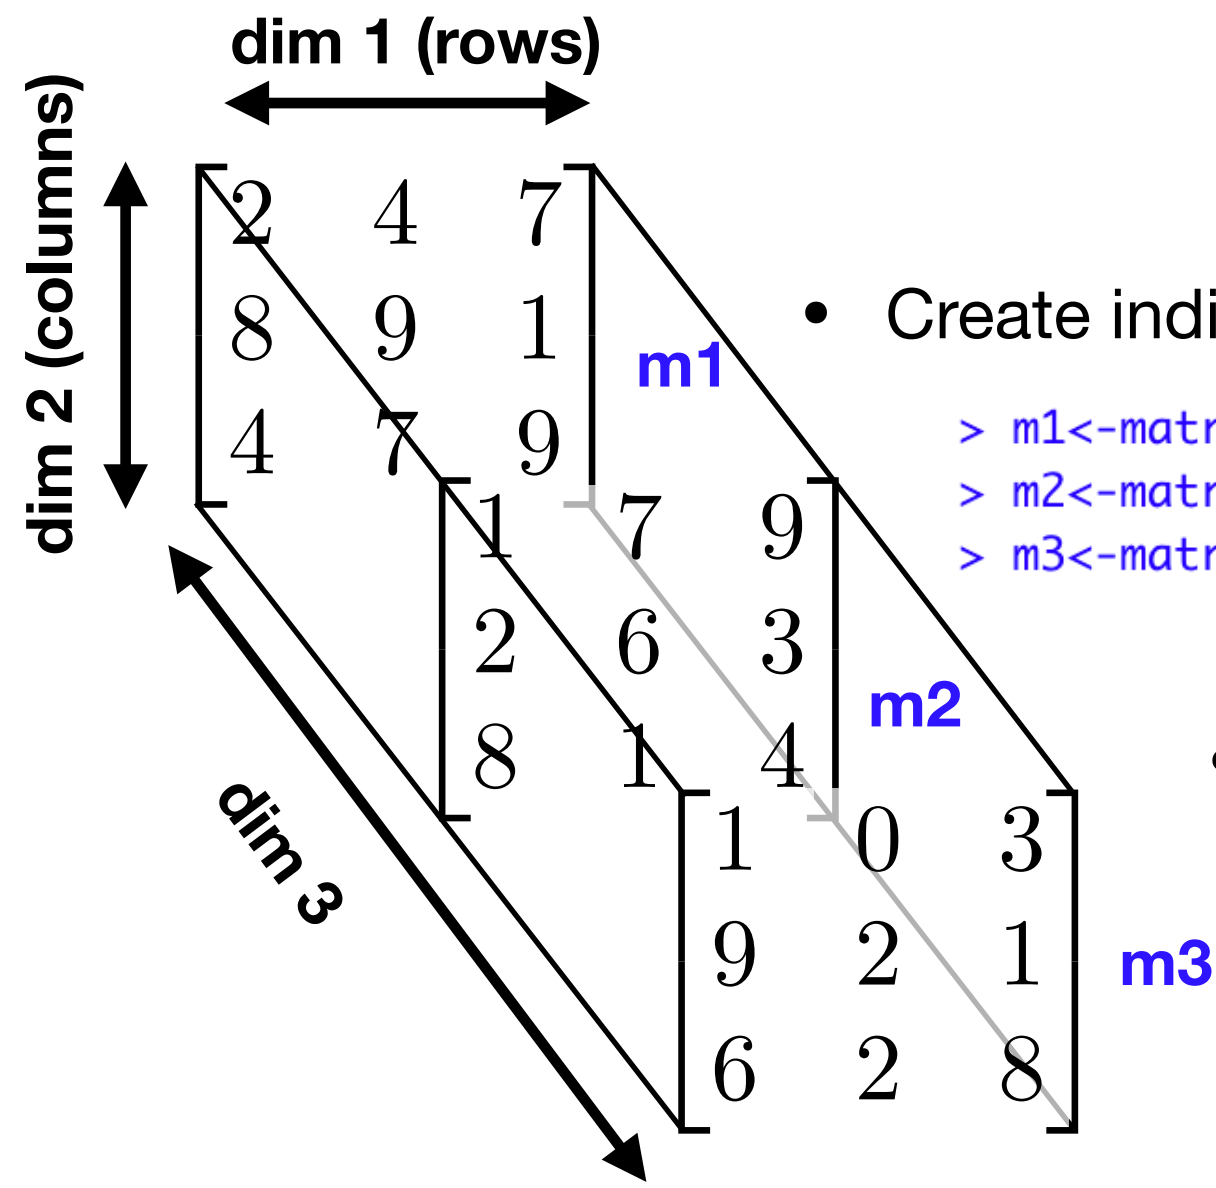 dim 1 (rows)
dim 2 (columns)
2 4 7
8 9 1
4 7 9
m1
1 7 9
2 6 3
8 1 4
m2
1 0 3
9 2 1
6 2 8
m3
dim 3
• Create indi
> m1<-matr
> m2<-matr
> m3<-matr